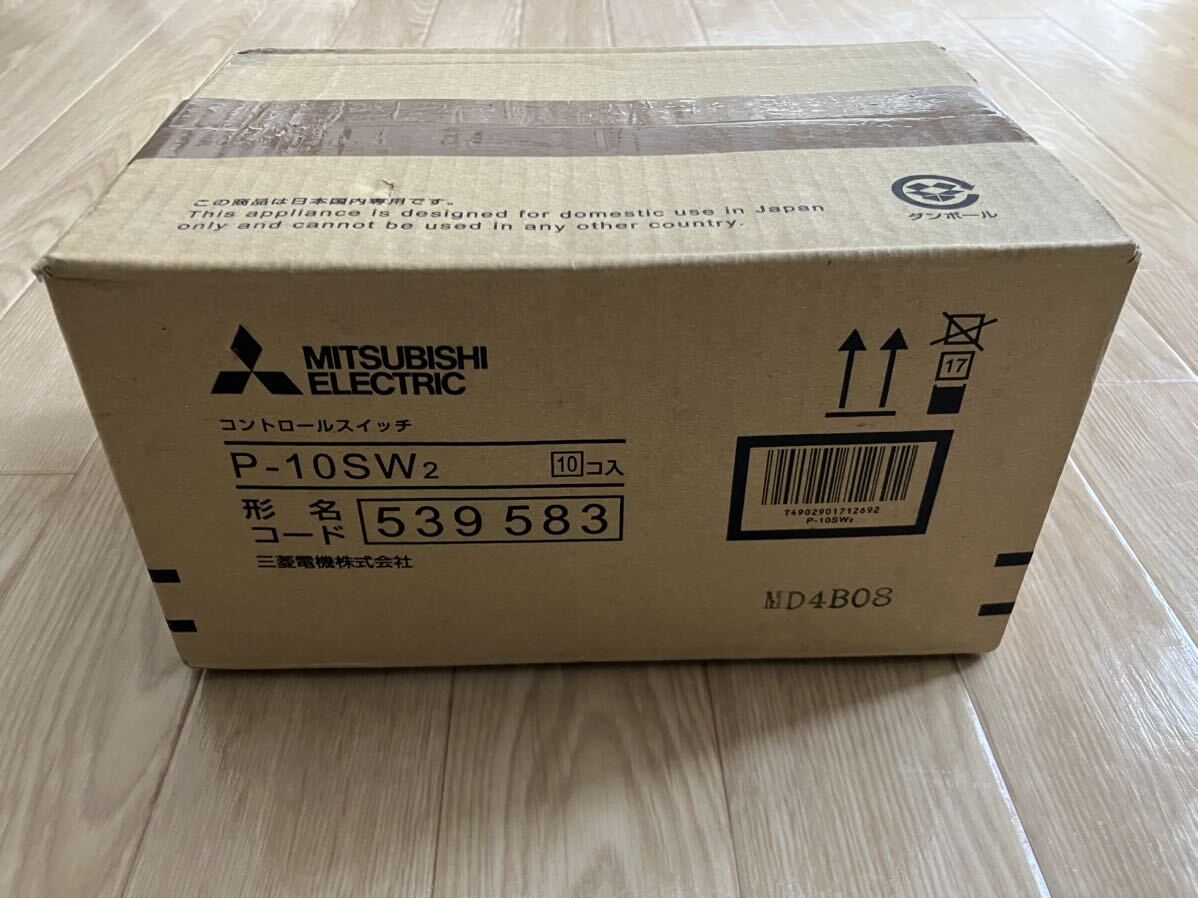 この商品は日本国内専用です。
This appliance is designed for domestic use in Japan
only and cannot be used in any other country.
ダンボール
MITSUBISHI
ELECTRIC
コントロールスイッチ
P-10SW₂ 10コ入
形名
コード 539 583
三菱電機株式会社
17
T4902901712692
P-10SW₂
MD4B08